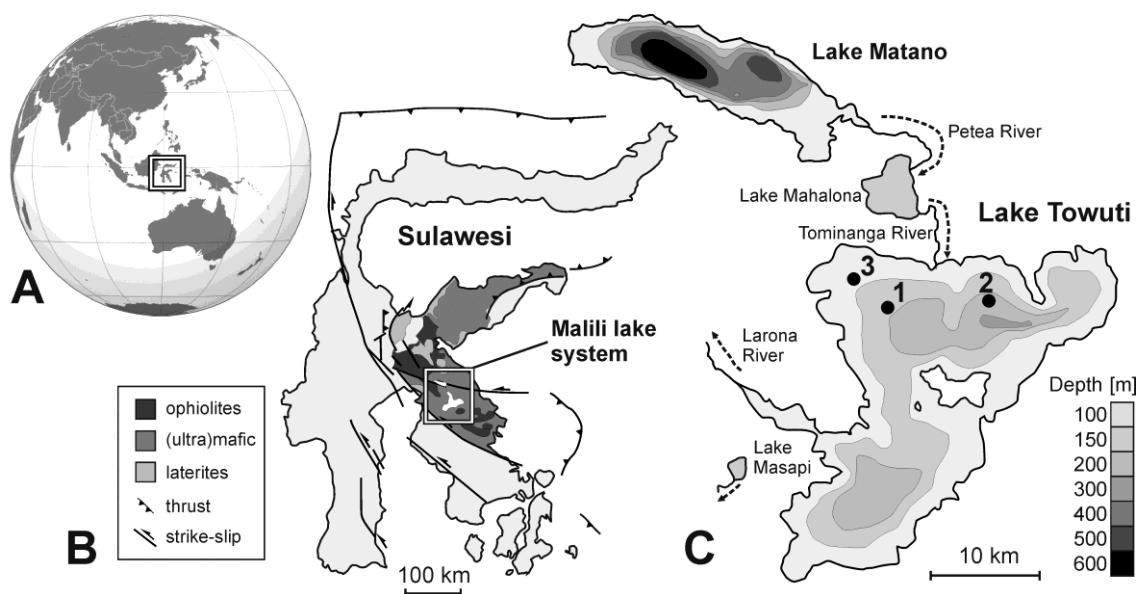 A
Sulawesi
Malili lake
system
ophiolites
(ultra)mafic
laterites
thrust
strike-slip
B
100 km
Lake Matano
Petea River
Lake Mahalona
Lake Towuti
Tominanga River
3
1
2
Larona
River
Lake
Masapi
Depth [m]
100
150
200
300
400
500
600
C
10 km